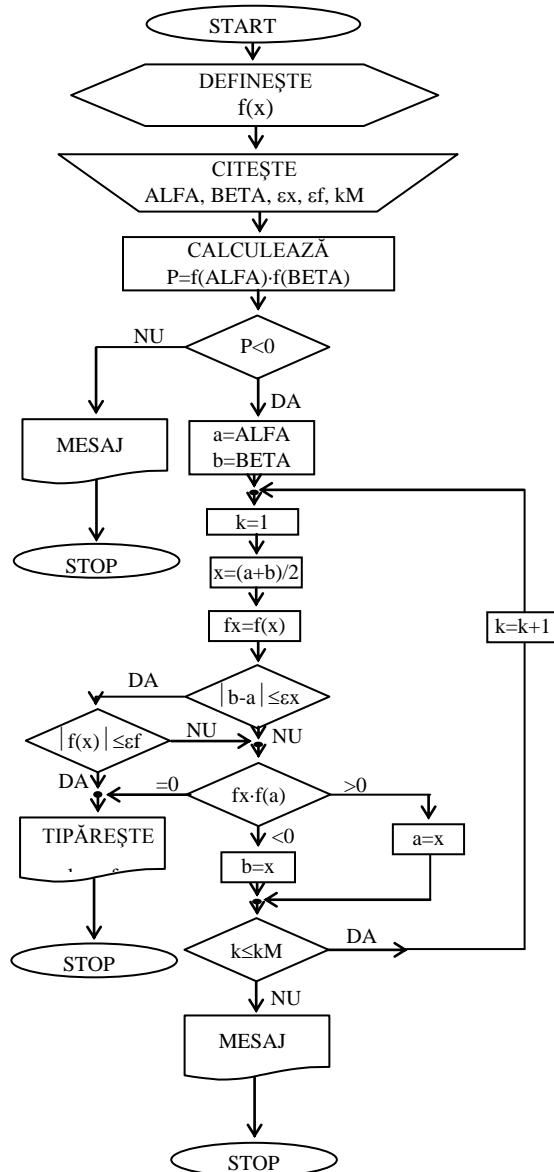 START
DEFINEŞTE
f(x)
CITEŞTE
ALFA, BETA, εx, εf, kM
CALCULEAZĂ
P=f(ALFA)·f(BETA)
NU
P<0
DA
MESAJ
a=ALFA
b=BETA
k=1
STOP
x=(a+b)/2
fx=f(x)
k=k+1
DA
|b-a|≤εx
|f(x)|≤εf
NU
NU
DA
=0
fx·f(a)
>0
TIPĂREŞTE
<0
a=x
b=x
k≤kM
DA
STOP
NU
MESAJ
STOP